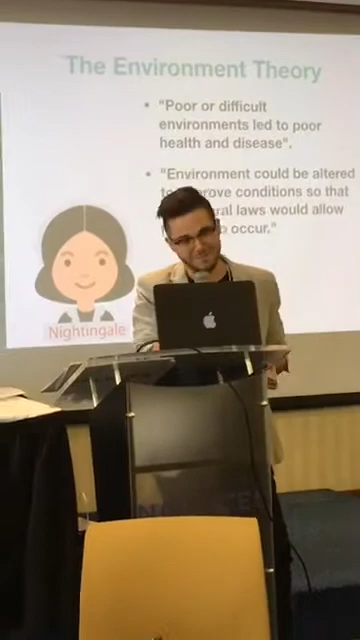 The Environment Theory
• "Poor or difficult
environments led to poor
health and disease".
• "Environment could be altered
conditions so that
laws would allow
occur."
Nightingale